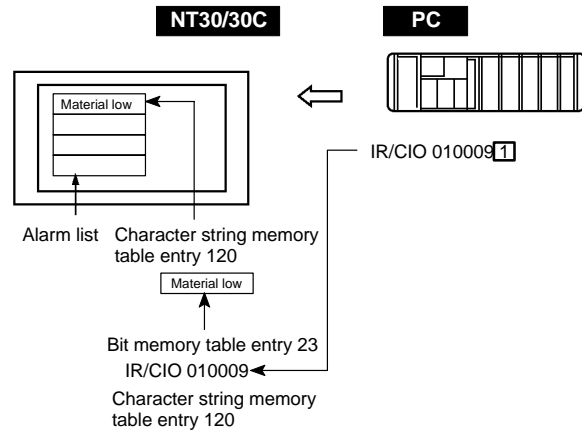 NT30/30C
PC
Material low
IR/CIO 010009 1
Alarm list
Character string memory
table entry 120
Material low
Bit memory table entry 23
IR/CIO 010009
Character string memory
table entry 120